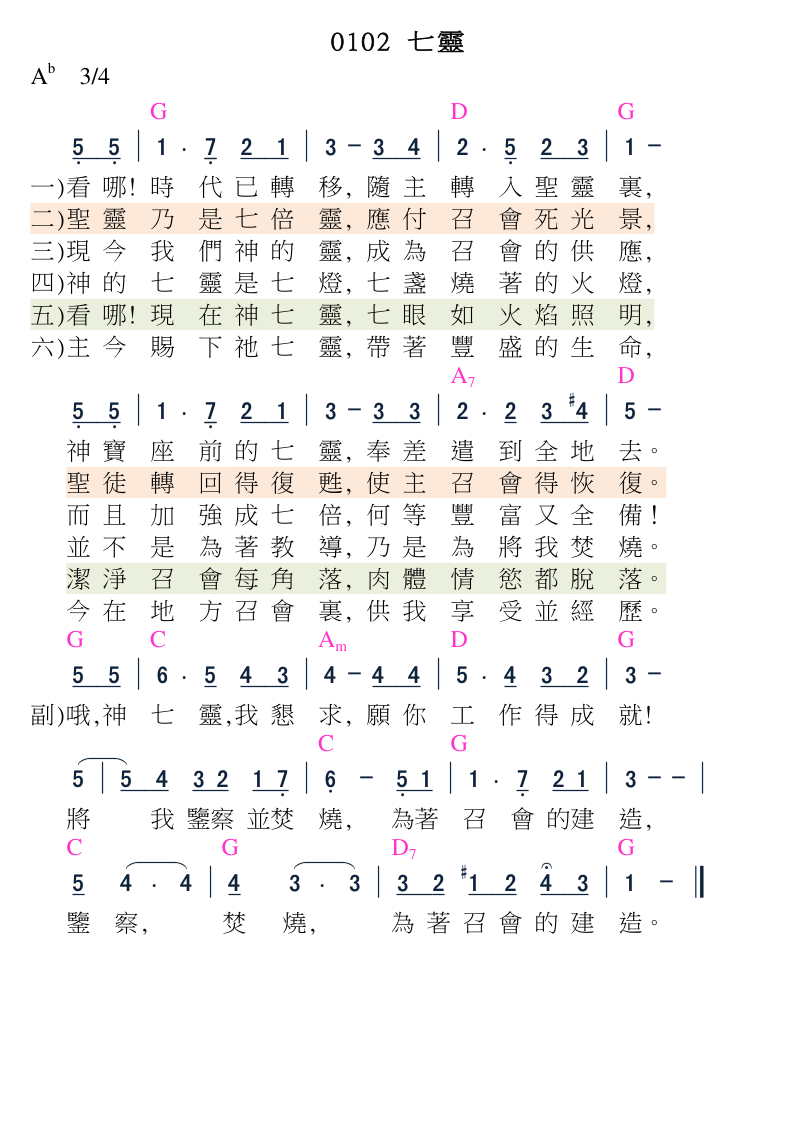 0102 七靈
A♭ 3/4
G D G
5̣ 5̣ | 1 . 7̣ 2 1 | 3 – 3 4 | 2 . 5̣ 2 3 | 1 –
一)看哪!時代已轉移,隨主轉入聖靈裏,
二)聖靈乃是七倍靈,應付召會死光景,
三)現今我們神的靈,成為召會的供應,
四)神的七靈是七燈,七盞燒著的火燈,
五)看哪!現在神七靈,七眼如火焰照明,
六)主今賜下祂七靈,帶著豐盛的生命,
A7 D
5̣ 5̣ | 1 . 7̣ 2 1 | 3 – 3 3 | 2 . 2 3 #4 | 5 –
神寶座前的七靈,奉差遣到全地去。
聖徒轉回得復甦,使主召會得恢復。
而且加強成七倍,何等豐富又全備!
並不是為著教導,乃是為將我焚燒。
潔淨召會每角落,肉體情慾都脫落。
今在地方召會裏,供我享受並經歷。
G C Am D G
5 5 | 6 . 5 4 3 | 4 – 4 4 | 5 . 4 3 2 | 3 –
副)哦,神七靈,我懇求,願你工作得成就!
C G
5 | 5 4 3 2 1 7̣ | 6̣ – 5̣ 1 | 1 . 7̣ 2 1 | 3 – – |
將我鑒察並焚燒,為著召會的建造,
C G D7 G
5 4 . 4 | 4 3 . 3 | 3 2 #1 2 4 3 | 1 – ‖
鑒察,焚燒,為著召會的建造。